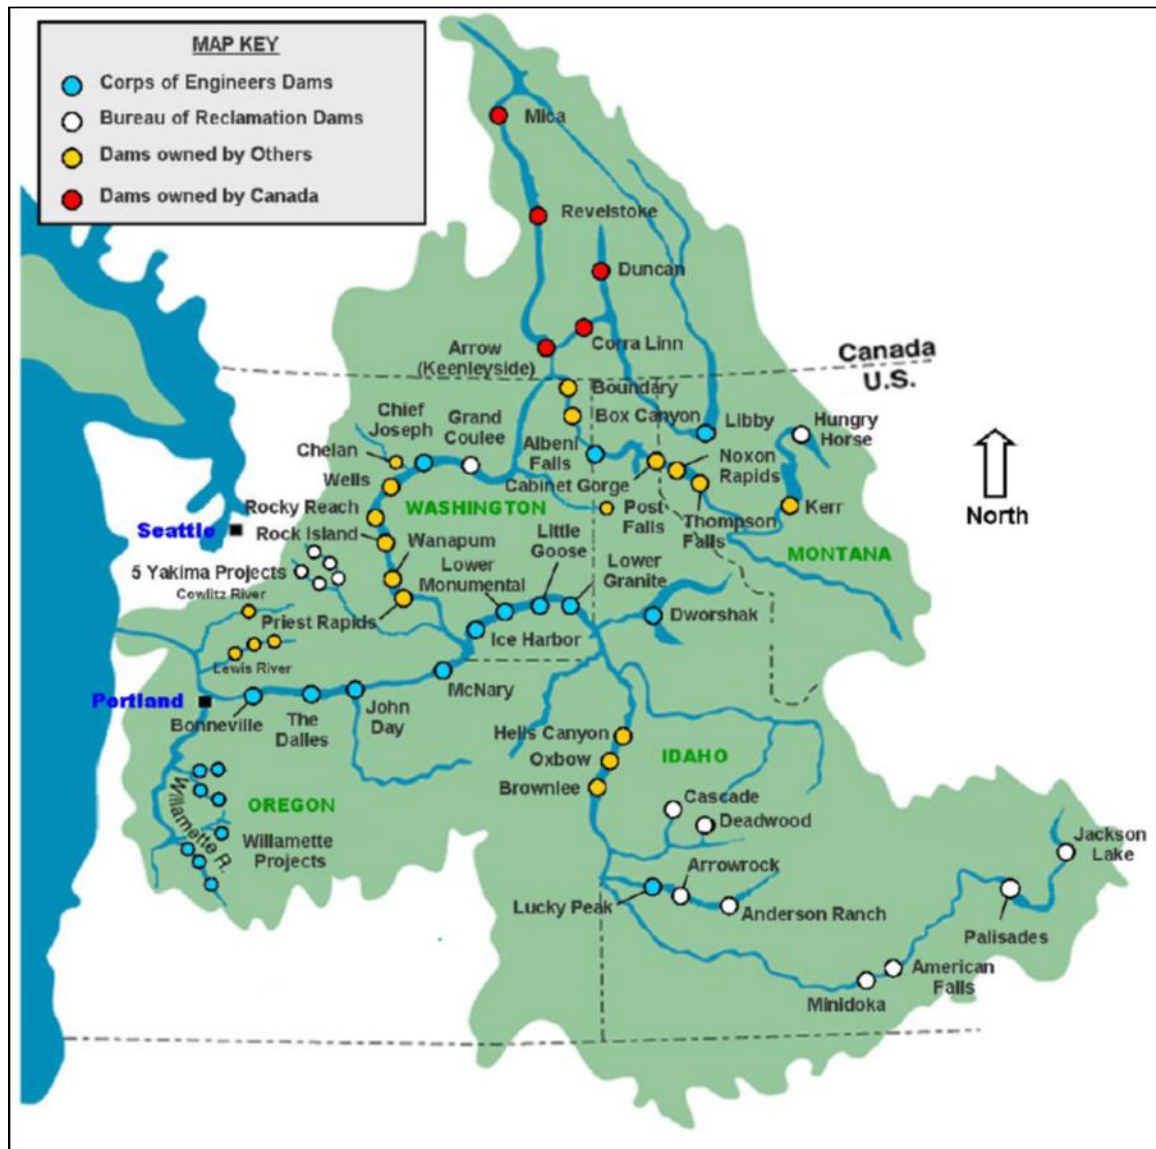 MAP KEY
Corps of Engineers Dams
Bureau of Reclamation Dams
Dams owned by Others
Dams owned by Canada
Mica
Revelstoke
Duncan
Corra Linn
Arrow
(Keenleyside)
Canada
U.S.
Boundary
Box Canyon
Libby
Hungry
Horse
Chief
Joseph
Grand
Coulee
Chelan
Albeni
Falls
Noxon
Rapids
Wells
Cabinet Gorge
Kerr
Rocky Reach
WASHINGTON
Post
Falls
Thompson
Falls
North
Seattle
Rock Island
Wanapum
Little
Goose
MONTANA
5 Yakima Projects
Lower
Monumental
Lower
Granite
Cowlitz River
Priest Rapids
Ice Harbor
Dworshak
Lewis River
McNary
Portland
Bonneville
The
Dalles
John
Day
Hells Canyon
Oxbow
IDAHO
Brownlee
Cascade
Deadwood
OREGON
Willamette R.
Willamette
Projects
Jackson
Lake
Arrowrock
Lucky Peak
Anderson Ranch
Palisades
American
Falls
Minidoka